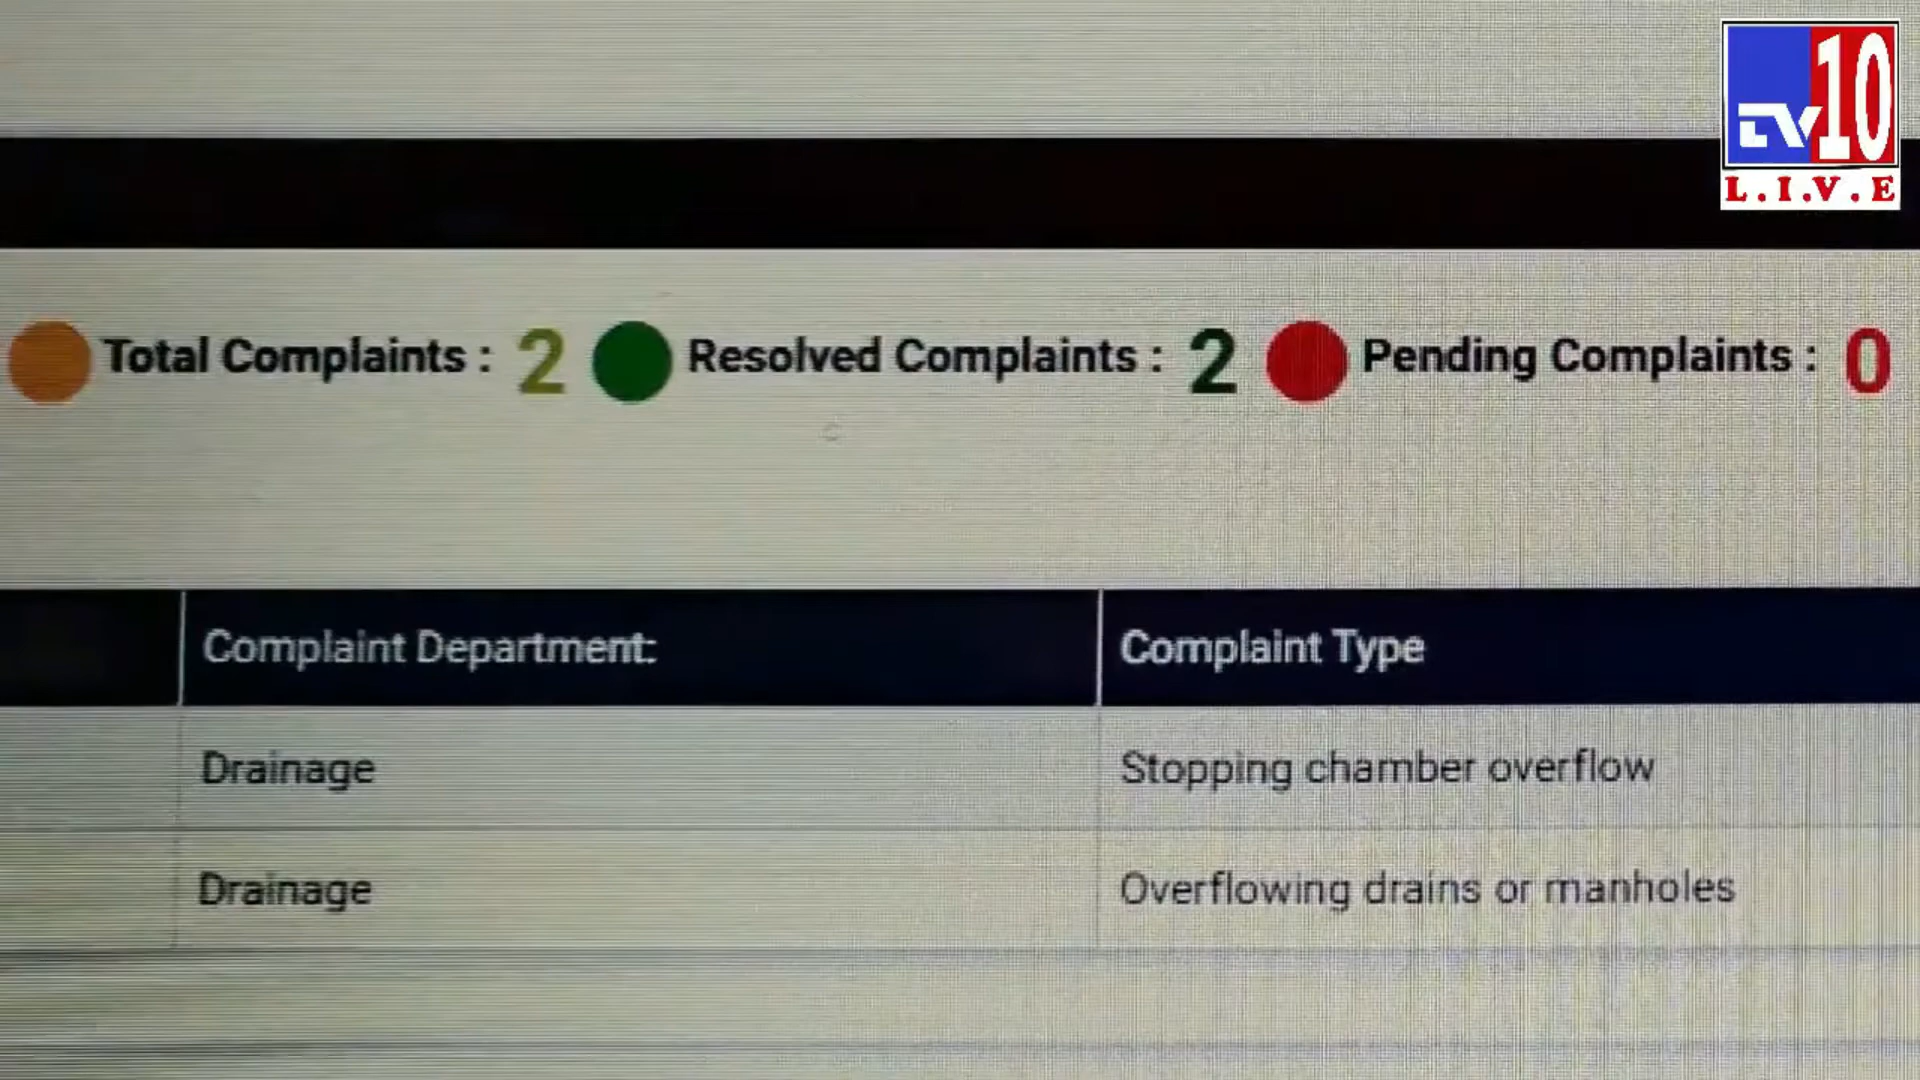 tv10
L.I.V.E
Total Complaints : 2 Resolved Complaints : 2 Pending Complaints : 0
Complaint Department: Complaint Type
Drainage Stopping chamber overflow
Drainage Overflowing drains or manholes